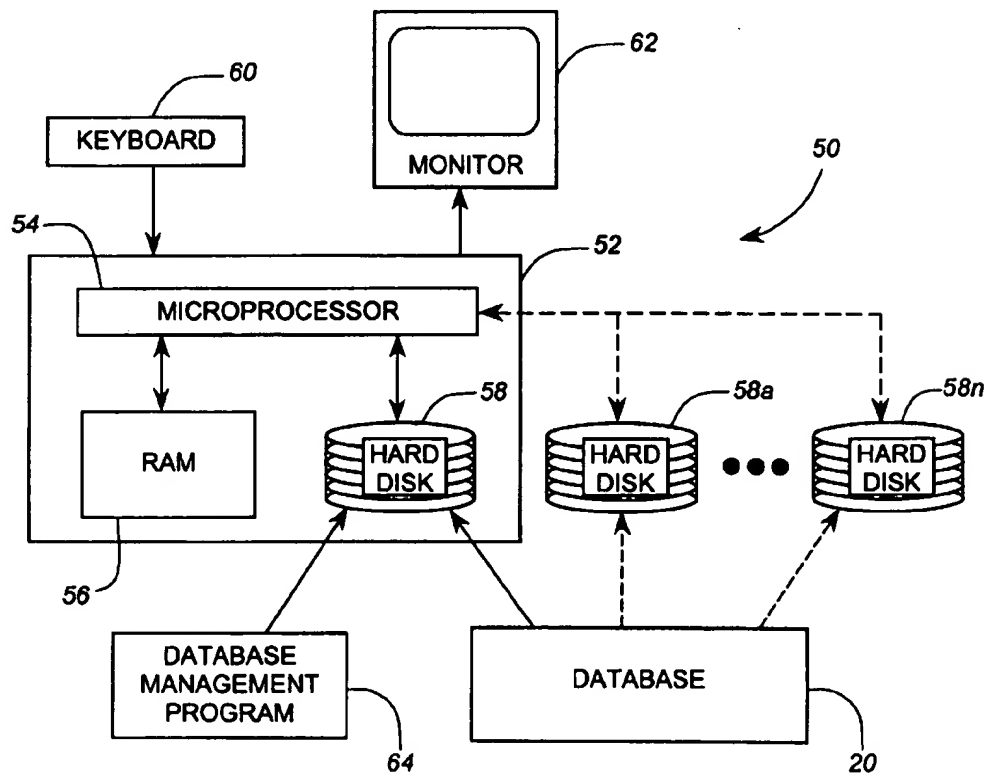 62
60
KEYBOARD
MONITOR
50
54
52
MICROPROCESSOR
58
58a
58n
RAM
HARD
DISK
HARD
DISK
HARD
DISK
56
DATABASE
MANAGEMENT
PROGRAM
DATABASE
64
20